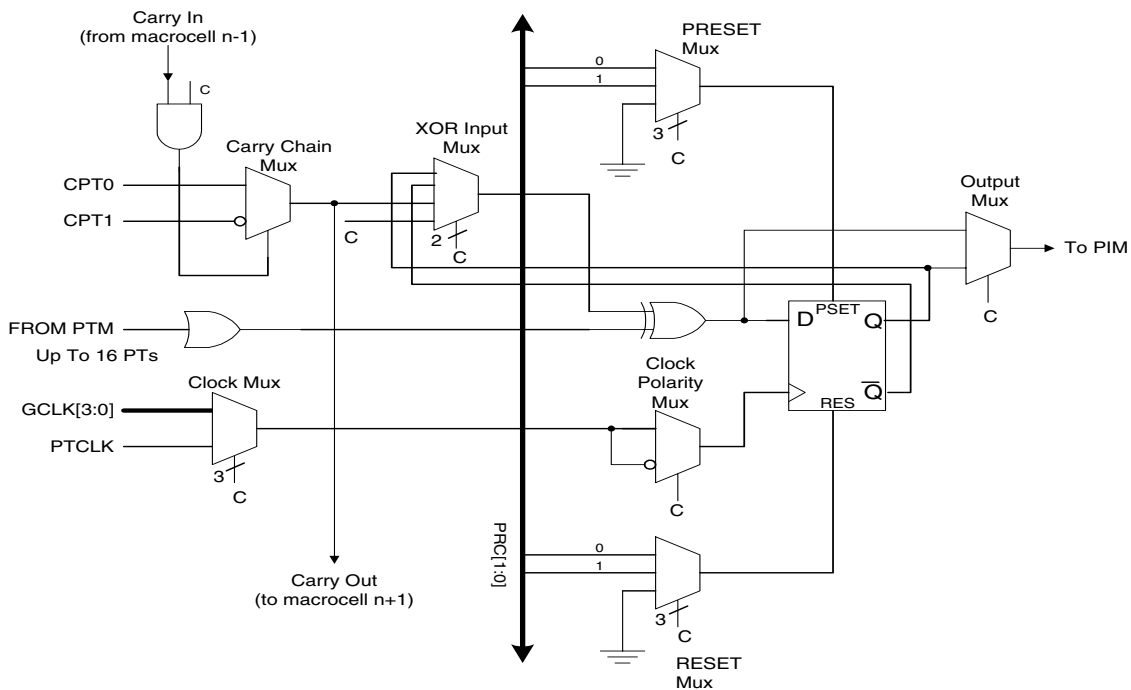 Carry In
(from macrocell n-1)
C
PRESET
Mux
0
1
3
C
XOR Input
Mux
Carry Chain
Mux
CPT0
CPT1
C
2
C
Output
Mux
To PIM
C
FROM PTM
Up To 16 PTs
D
PSET
Q
Q
RES
Clock
Polarity
Mux
C
Clock Mux
GCLK[3:0]
PTCLK
3
C
PRC[1:0]
0
1
3
C
RESET
Mux
Carry Out
(to macrocell n+1)